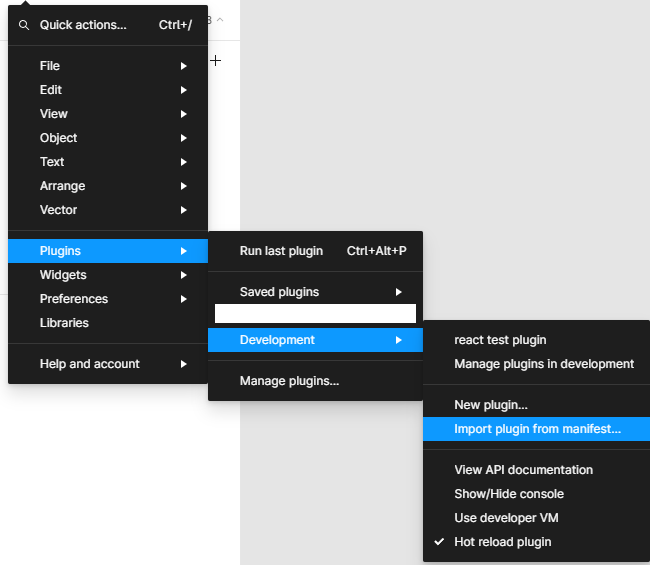 Quick actions... Ctrl+/
File
Edit
View
Object
Text
Arrange
Vector
Plugins
Widgets
Preferences
Libraries
Help and account
Run last plugin Ctrl+Alt+P
Saved plugins
Development
Manage plugins...
react test plugin
Manage plugins in development
New plugin...
Import plugin from manifest...
View API documentation
Show/Hide console
Use developer VM
Hot reload plugin